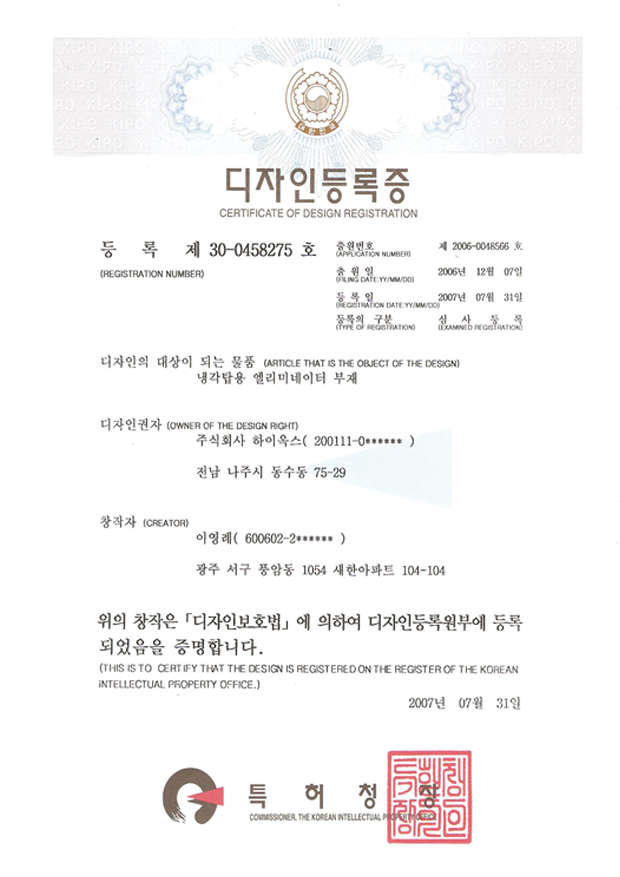 대한민국
디자인등록증
CERTIFICATE OF DESIGN REGISTRATION
등 록 제 30-0458275 호
(REGISTRATION NUMBER)
출원번호 제 2006-0048566 호
(APPLICATION NUMBER)
출 원 일 2006년 12월 07일
(FILING DATE:YY/MM/DD)
등 록 일 2007년 07월 31일
(REGISTRATION DATE:YY/MM/DD)
등록의 구분 심 사 등 록
(TYPE OF REGISTRATION) (EXAMINED REGISTRATION)
디자인의 대상이 되는 물품 (ARTICLE THAT IS THE OBJECT OF THE DESIGN)
냉각탑용 엘리미네이터 부재
디자인권자 (OWNER OF THE DESIGN RIGHT)
주식회사 하이옥스( 200111-0****** )
전남 나주시 동수동 75-29
창작자 (CREATOR)
이영례( 600602-2****** )
광주 서구 풍암동 1054 새한아파트 104-104
위의 창작은 「디자인보호법」에 의하여 디자인등록원부에 등록
되었음을 증명합니다.
(THIS IS TO CERTIFY THAT THE DESIGN IS REGISTERED ON THE REGISTER OF THE KOREAN
INTELLECTUAL PROPERTY OFFICE.)
2007년 07월 31일
특 허 청 장
COMMISSIONER, THE KOREAN INTELLECTUAL PROPERTY OFFICE